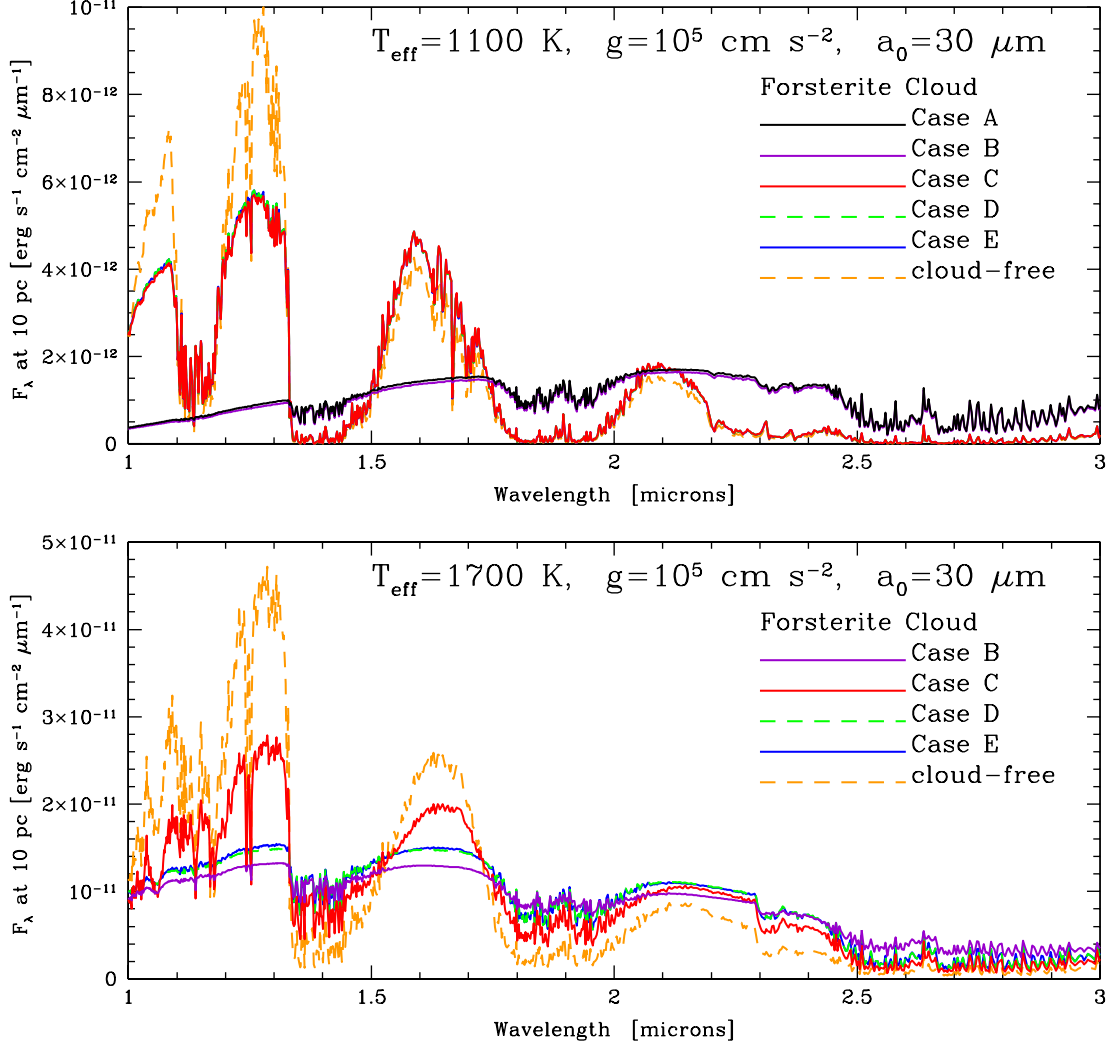 T_eff=1100 K, g=10⁵ cm s⁻², a₀=30 μm
Forsterite Cloud
Case A
Case B
Case C
Case D
Case E
cloud-free
F_λ at 10 pc [erg s⁻¹ cm⁻² μm⁻¹]
10⁻¹¹
8×10⁻¹²
6×10⁻¹²
4×10⁻¹²
2×10⁻¹²
0
1 1.5 2 2.5 3
Wavelength [microns]
T_eff=1700 K, g=10⁵ cm s⁻², a₀=30 μm
Forsterite Cloud
Case B
Case C
Case D
Case E
cloud-free
F_λ at 10 pc [erg s⁻¹ cm⁻² μm⁻¹]
5×10⁻¹¹
4×10⁻¹¹
3×10⁻¹¹
2×10⁻¹¹
10⁻¹¹
0
1 1.5 2 2.5 3
Wavelength [microns]